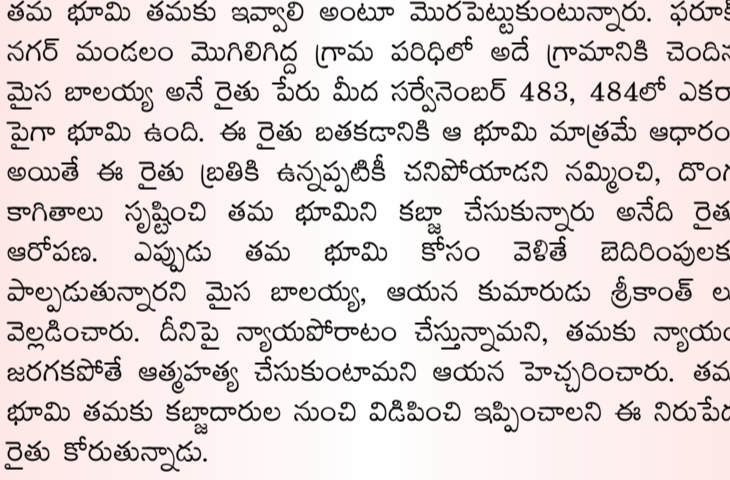 తమ భూమి తమకు ఇవ్వాలి అంటూ మొరపెట్టుకుంటున్నారు. ఫరూక్
నగర్ మండలం మొగిలిగిద్ద గ్రామ పరిధిలో అదే గ్రామానికి చెందిన
మైస బాలయ్య అనే రైతు పేరు మీద సర్వేనెంబర్ 483, 484లో ఎకరా
పైగా భూమి ఉంది. ఈ రైతు బతకడానికి ఆ భూమి మాత్రమే ఆధారం
అయితే ఈ రైతు బ్రతికి ఉన్నప్పటికీ చనిపోయాడని నమ్మించి, దొంగ
కాగితాలు సృష్టించి తమ భూమిని కబ్జా చేసుకున్నారు అనేది రైతు
ఆరోపణ. ఎప్పుడు తమ భూమి కోసం వెళితే బెదిరింపులకు
పాల్పడుతున్నారని మైస బాలయ్య, ఆయన కుమారుడు శ్రీకాంత్ లు
వెల్లడించారు. దీనిపై న్యాయపోరాటం చేస్తున్నామని, తమకు న్యాయం
జరగకపోతే ఆత్మహత్య చేసుకుంటామని ఆయన హెచ్చరించారు. తమ
భూమి తమకు కబ్జాదారుల నుంచి విడిపించి ఇప్పించాలని ఈ నిరుపేద
రైతు కోరుతున్నాడు.